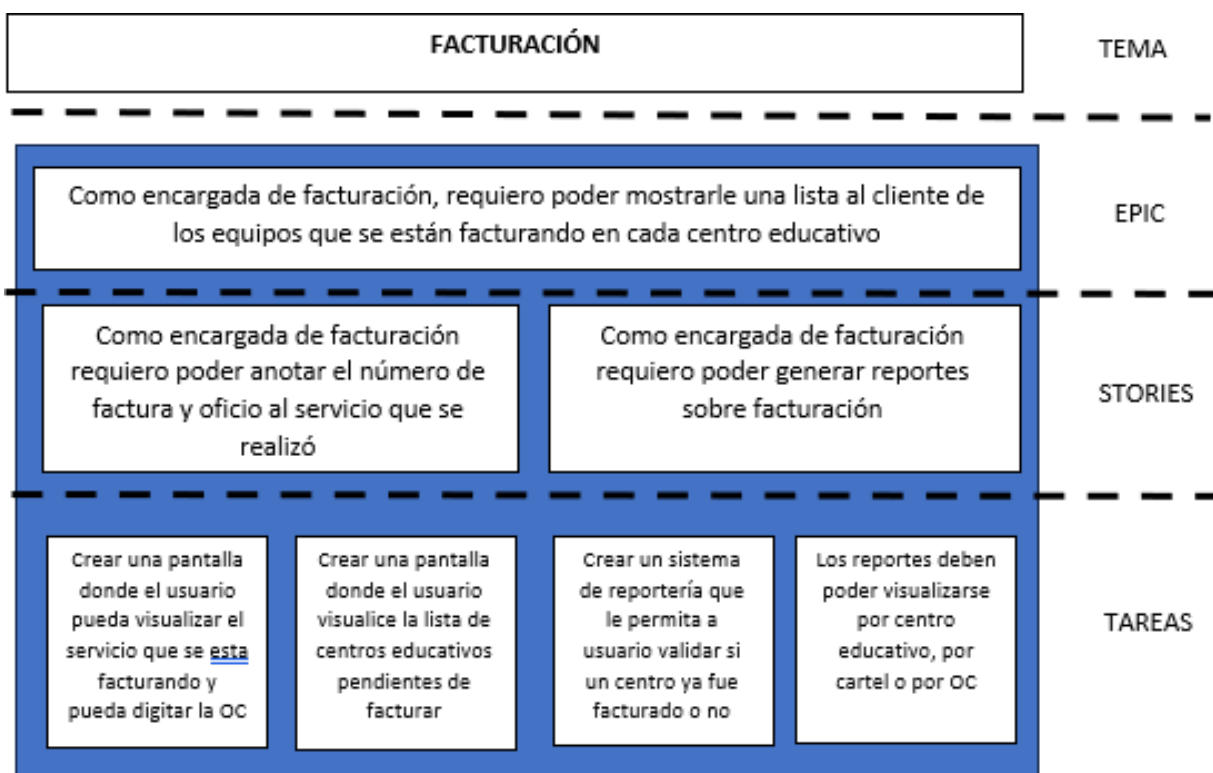 FACTURACIÓN
TEMA
Como encargada de facturación, requiero poder mostrarle una lista al cliente de
los equipos que se están facturando en cada centro educativo
EPIC
Como encargada de facturación
requiero poder anotar el número de
factura y oficio al servicio que se
realizó
Como encargada de facturación
requiero poder generar reportes
sobre facturación
STORIES
Crear una pantalla
donde el usuario
pueda visualizar el
servicio que se esta
facturando y
pueda digitar la OC
Crear una pantalla
donde el usuario
visualice la lista de
centros educativos
pendientes de
facturar
Crear un sistema
de reportería que
le permita a
usuario validar si
un centro ya fue
facturado o no
Los reportes deben
poder visualizarse
por centro
educativo, por
cartel o por OC
TAREAS